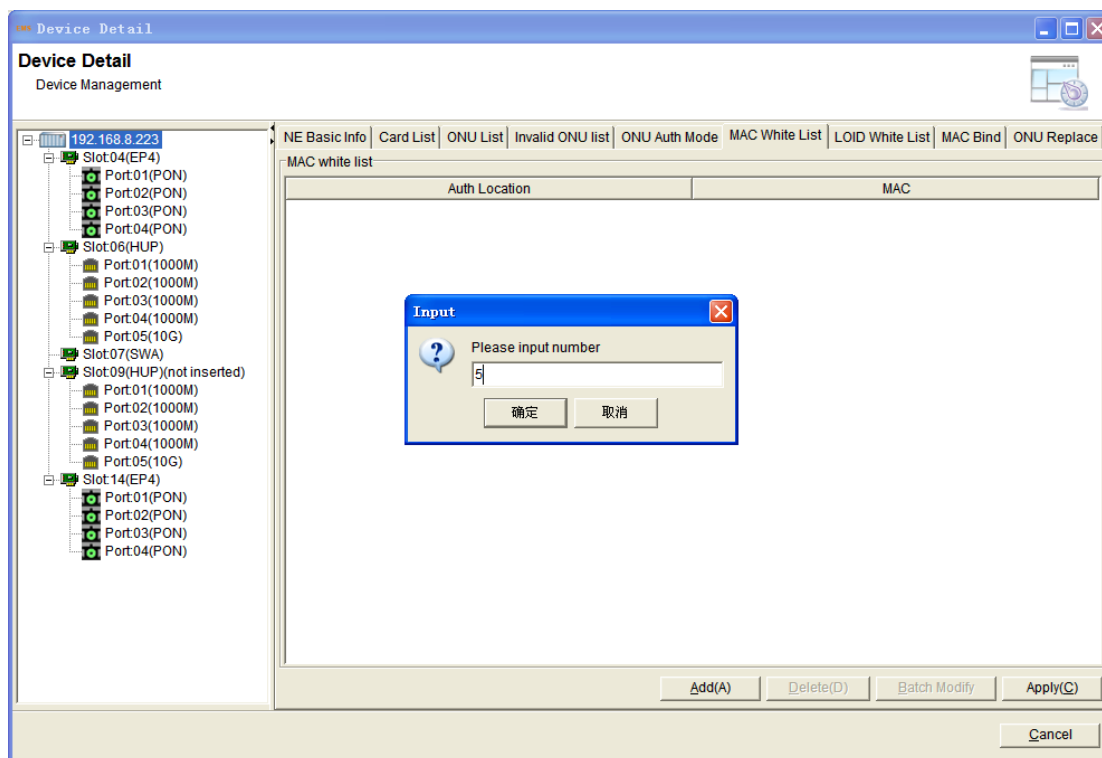 Device Detail
Device Detail
Device Management
192.168.8.223
Slot:04(EP4)
Port:01(PON)
Port:02(PON)
Port:03(PON)
Port:04(PON)
Slot:06(HUP)
Port:01(1000M)
Port:02(1000M)
Port:03(1000M)
Port:04(1000M)
Port:05(10G)
Slot:07(SWA)
Slot:09(HUP)(not inserted)
Port:01(1000M)
Port:02(1000M)
Port:03(1000M)
Port:04(1000M)
Port:05(10G)
Slot:14(EP4)
Port:01(PON)
Port:02(PON)
Port:03(PON)
Port:04(PON)
NE Basic Info Card List ONU List Invalid ONU list ONU Auth Mode MAC White List LOID White List MAC Bind ONU Replace
MAC white list
Auth Location MAC
Input
Please input number
5
确定 取消
Add(A) Delete(D) Batch Modify Apply(C)
Cancel